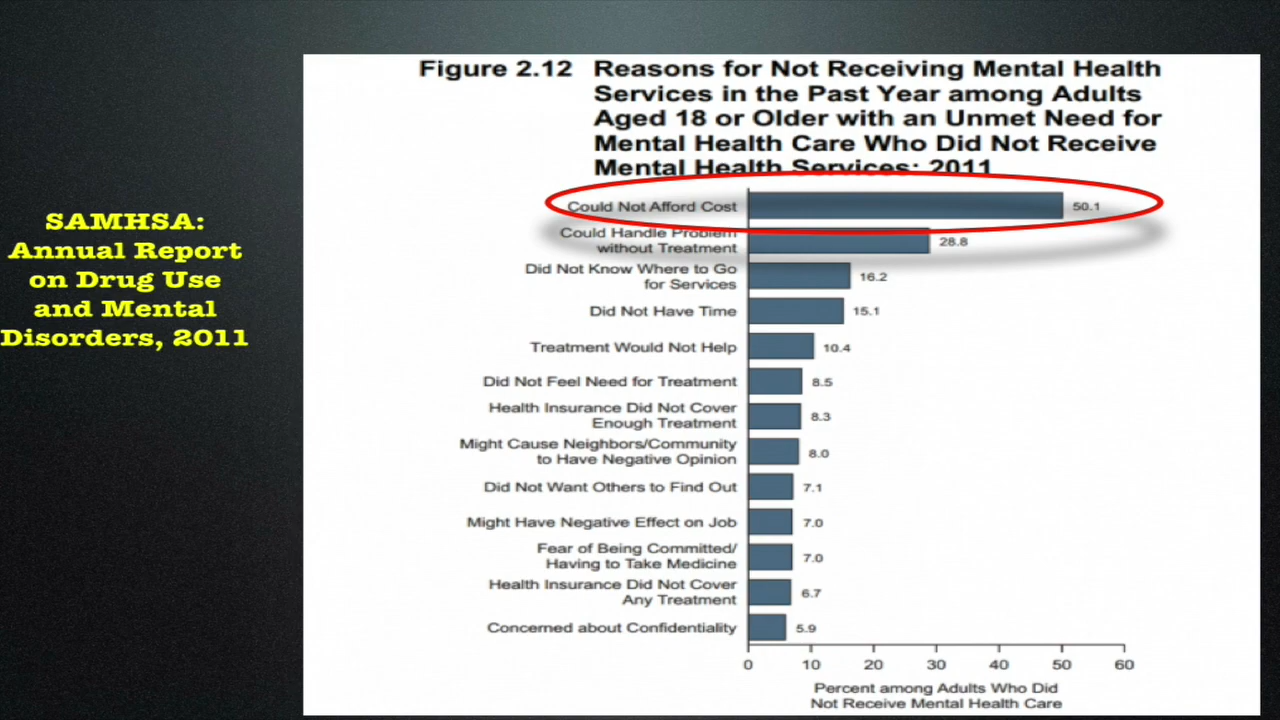 SAMHSA:
Annual Report
on Drug Use
and Mental
Disorders, 2011
Figure 2.12 Reasons for Not Receiving Mental Health
Services in the Past Year among Adults
Aged 18 or Older with an Unmet Need for
Mental Health Care Who Did Not Receive
Mental Health Services: 2011
Could Not Afford Cost 50.1
Could Handle Problem
without Treatment 28.8
Did Not Know Where to Go
for Services 16.2
Did Not Have Time 15.1
Treatment Would Not Help 10.4
Did Not Feel Need for Treatment 8.5
Health Insurance Did Not Cover
Enough Treatment 8.3
Might Cause Neighbors/Community
to Have Negative Opinion 8.0
Did Not Want Others to Find Out 7.1
Might Have Negative Effect on Job 7.0
Fear of Being Committed/
Having to Take Medicine 7.0
Health Insurance Did Not Cover
Any Treatment 6.7
Concerned about Confidentiality 5.9
0 10 20 30 40 50 60
Percent among Adults Who Did
Not Receive Mental Health Care